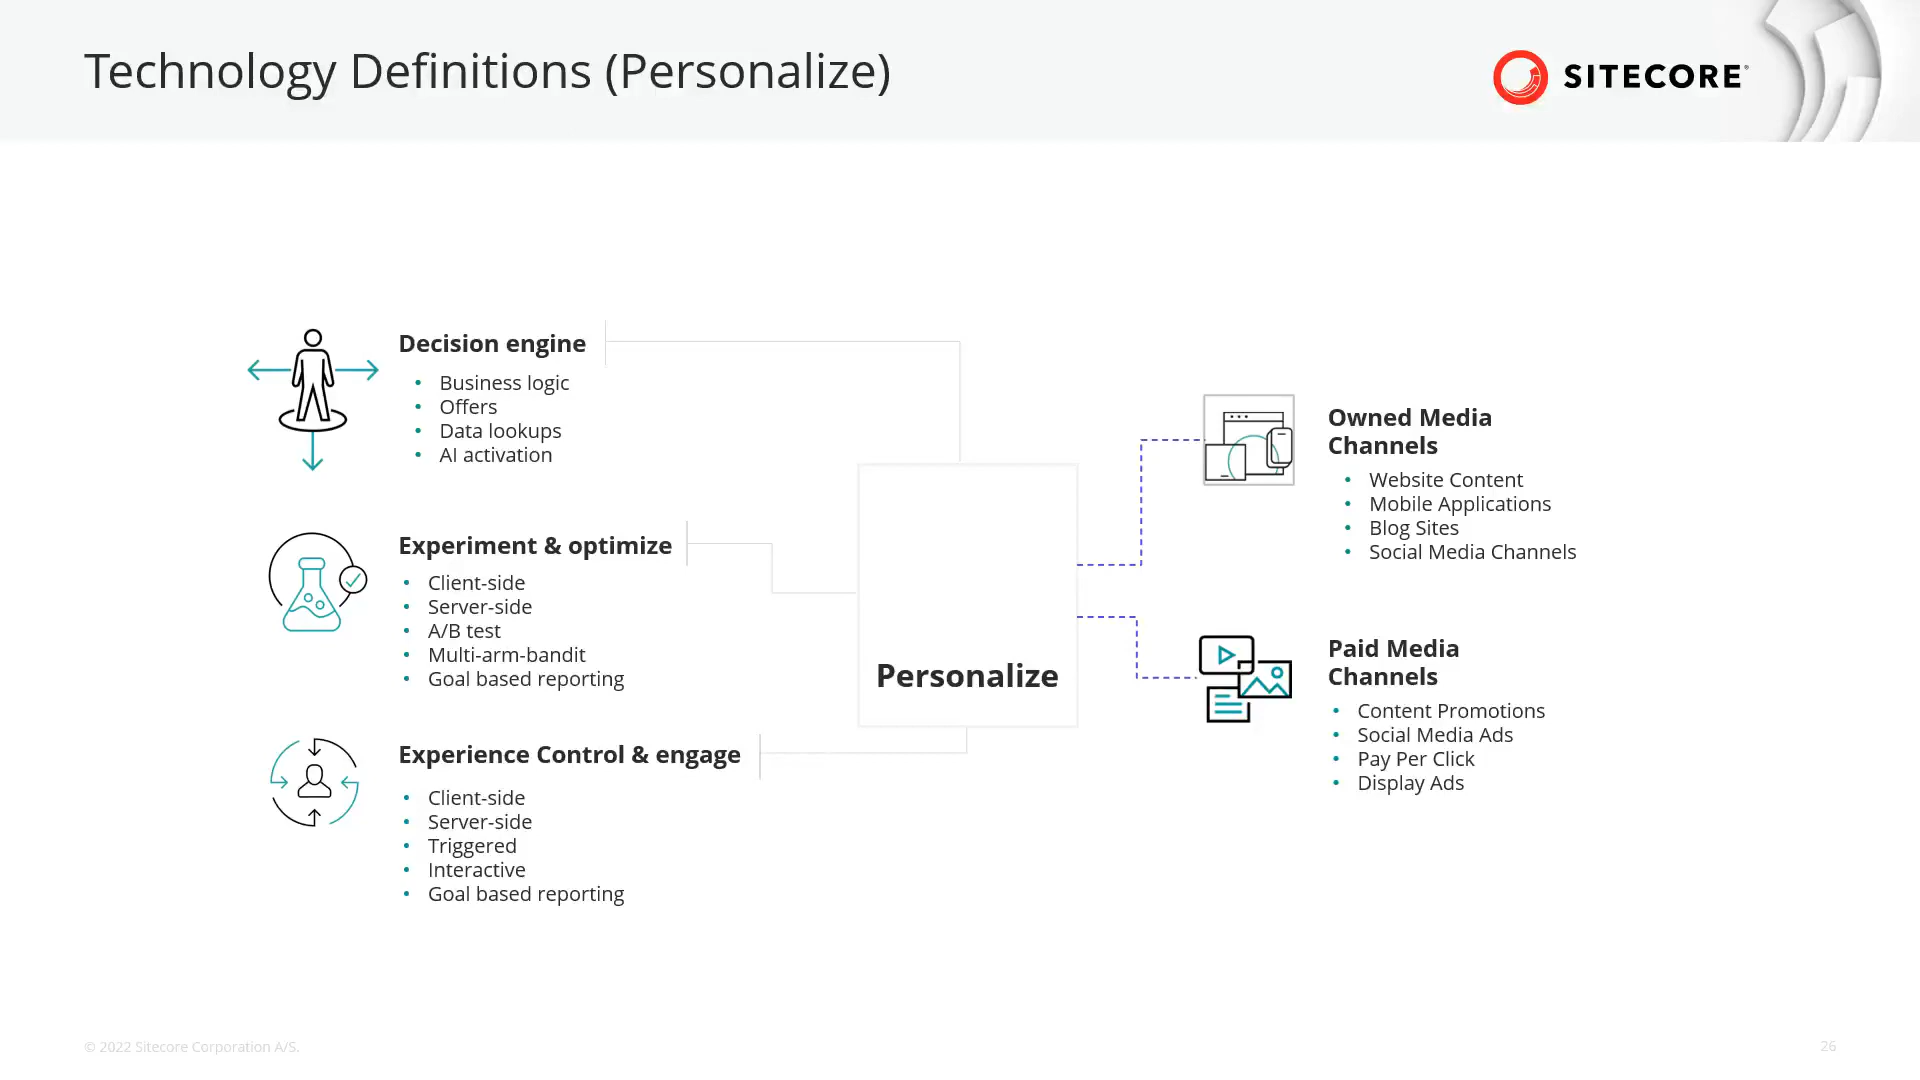 Technology Definitions (Personalize)
SITECORE
Decision engine
• Business logic
• Offers
• Data lookups
• AI activation
Experiment & optimize
• Client-side
• Server-side
• A/B test
• Multi-arm-bandit
• Goal based reporting
Experience Control & engage
• Client-side
• Server-side
• Triggered
• Interactive
• Goal based reporting
Personalize
Owned Media
Channels
• Website Content
• Mobile Applications
• Blog Sites
• Social Media Channels
Paid Media
Channels
• Content Promotions
• Social Media Ads
• Pay Per Click
• Display Ads
© 2022 Sitecore Corporation A/S.
26